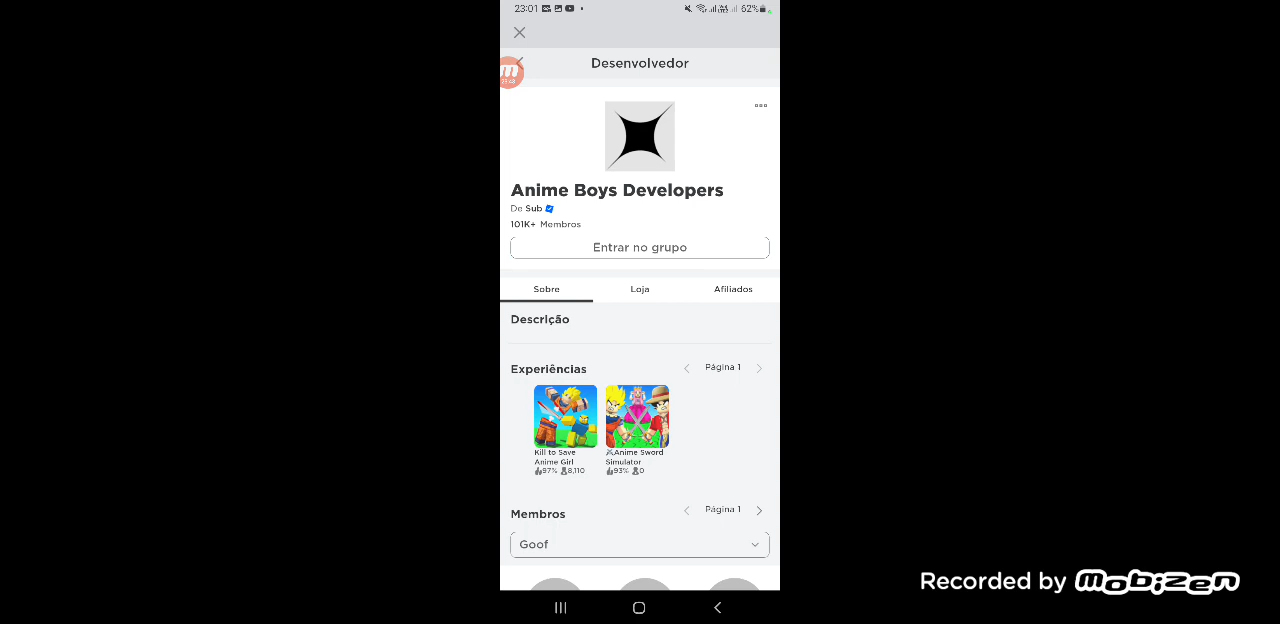 23:01
62%
Desenvolvedor
Anime Boys Developers
De Sub
101K+ Membros
Entrar no grupo
Sobre Loja Afiliados
Descrição
Experiências
Página 1
Kill to Save
Anime Girl
97% 8,110
⚔Anime Sword
Simulator
93% 0
Membros
Página 1
Goof
Recorded by mobizen